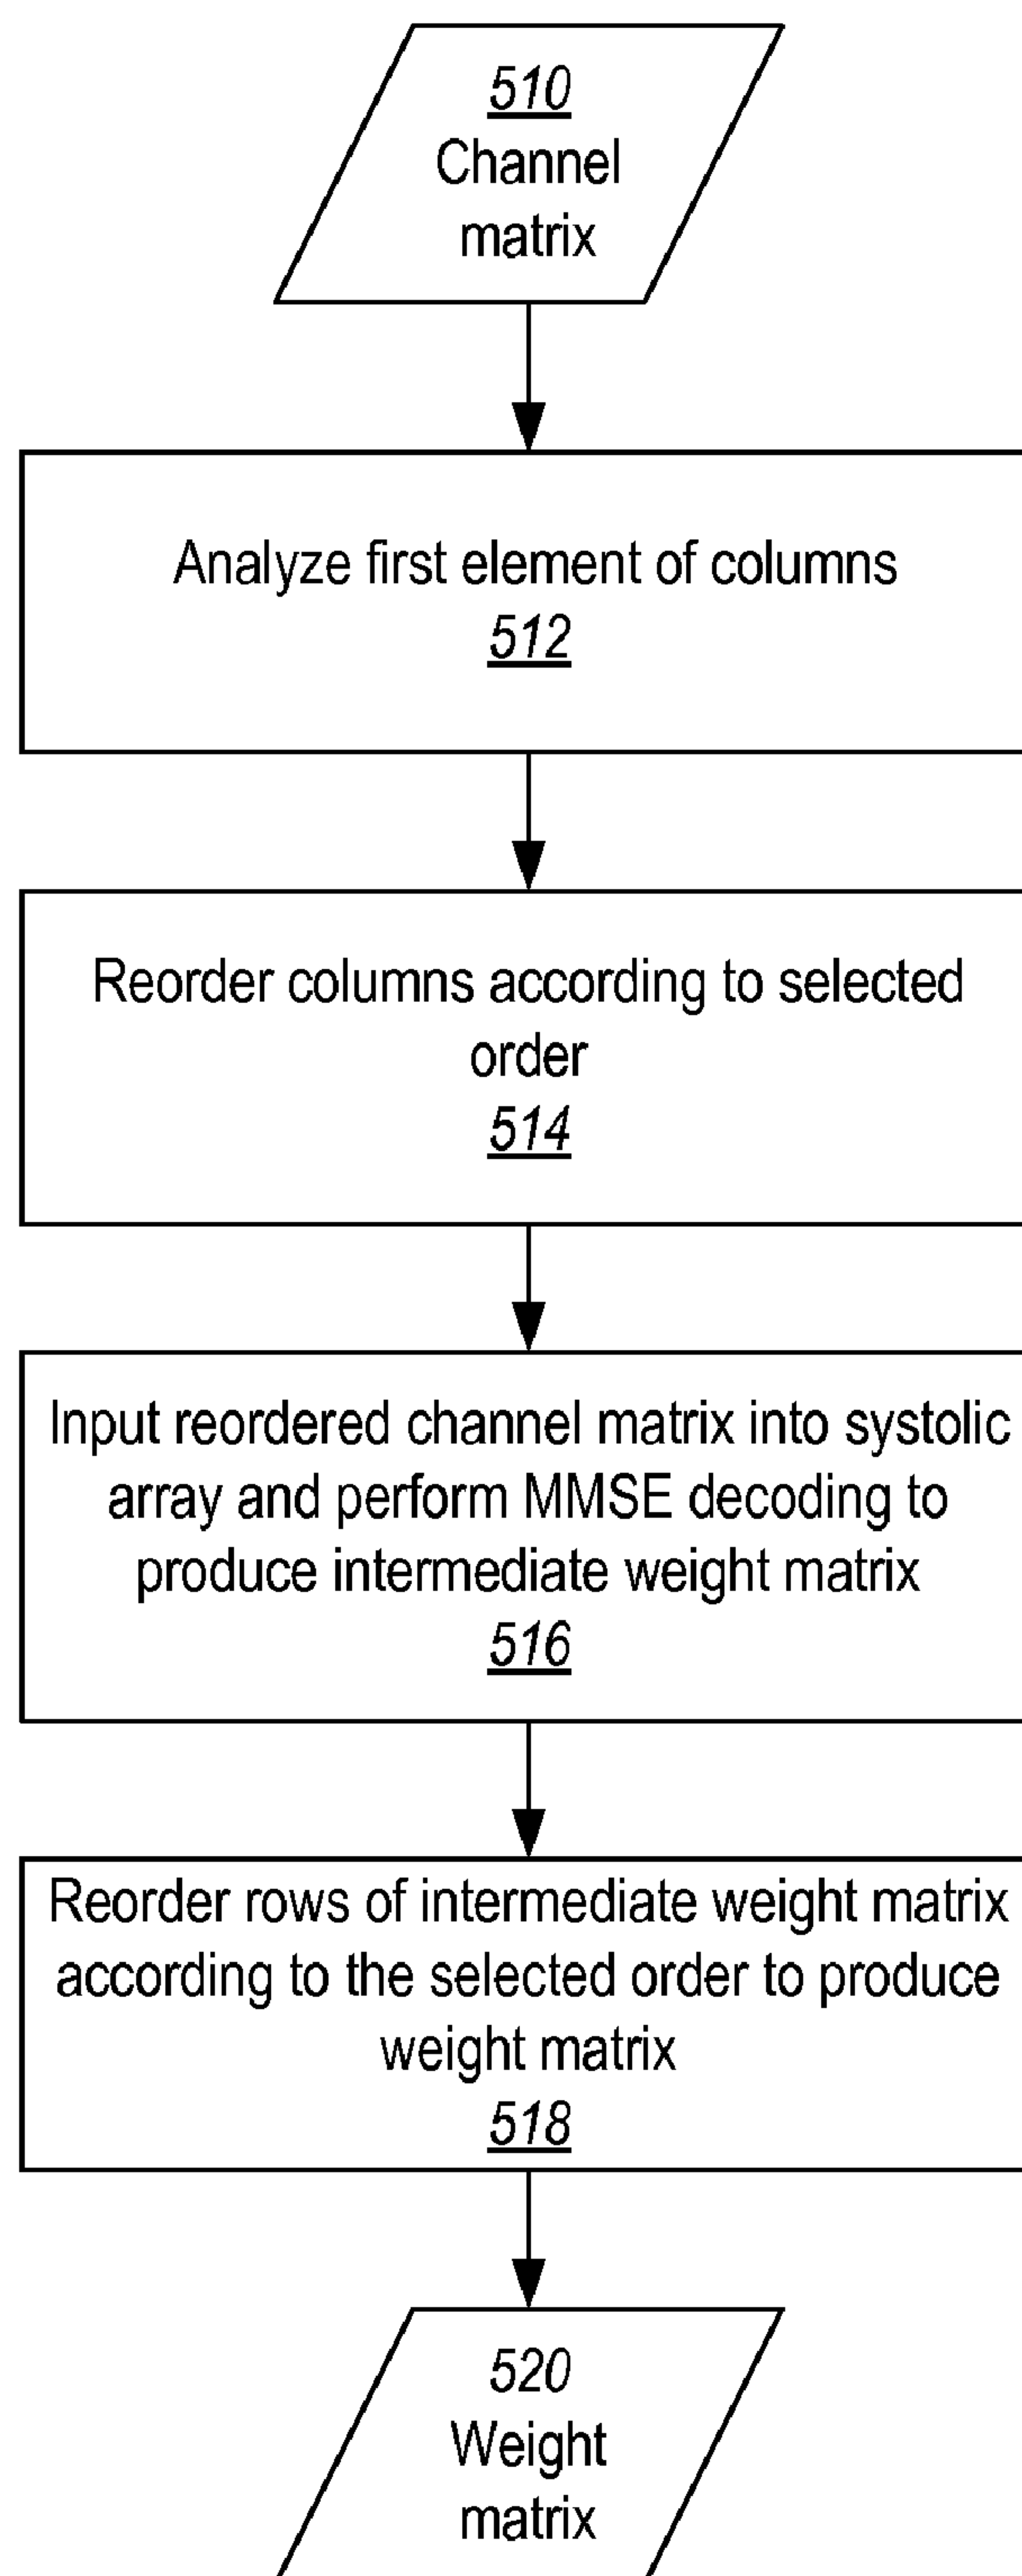 510
Channel
matrix
Analyze first element of columns
512
Reorder columns according to selected
order
514
Input reordered channel matrix into systolic
array and perform MMSE decoding to
produce intermediate weight matrix
516
Reorder rows of intermediate weight matrix
according to the selected order to produce
weight matrix
518
520
Weight
matrix